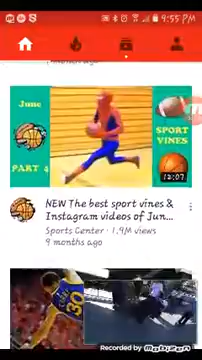 9:55 PM
June
PART 4
SPORT
VINES
12:07
NEW The best sport vines &
Instagram videos of Jun...
Sports Center · 1.9M views
9 months ago
30
Recorded by